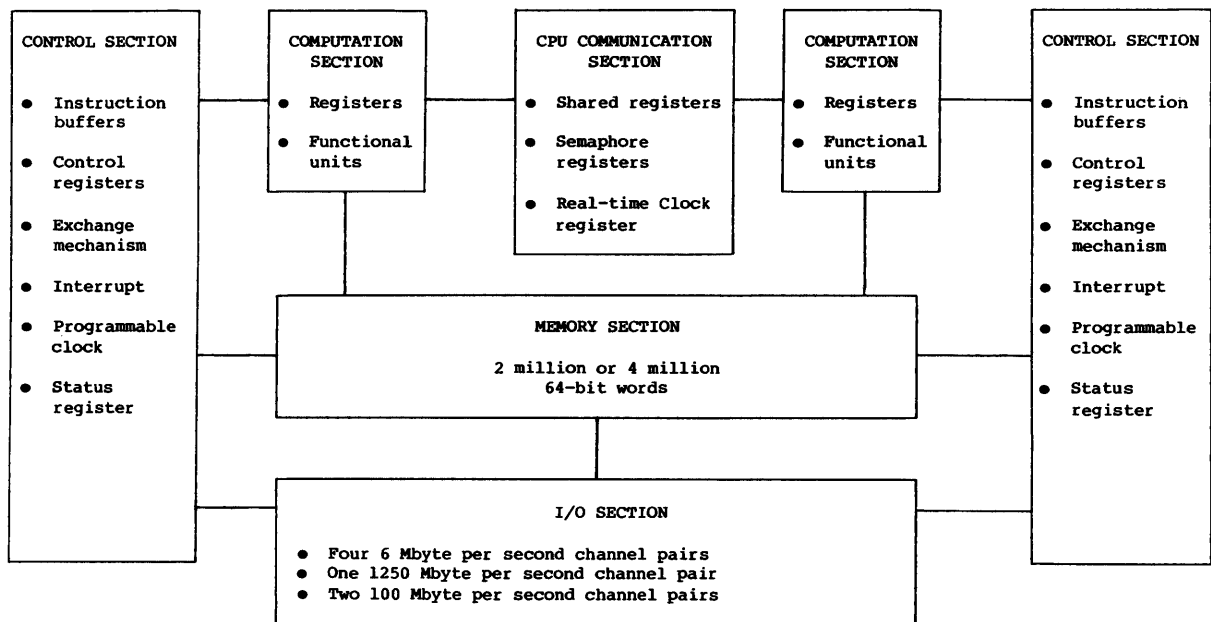 CONTROL SECTION
● Instruction
buffers
● Control
registers
● Exchange
mechanism
● Interrupt
● Programmable
clock
● Status
register
COMPUTATION
SECTION
● Registers
● Functional
units
CPU COMMUNICATION
SECTION
● Shared registers
● Semaphore
registers
● Real-time Clock
register
COMPUTATION
SECTION
● Registers
● Functional
units
CONTROL SECTION
● Instruction
buffers
● Control
registers
● Exchange
mechanism
● Interrupt
● Programmable
clock
● Status
register
MEMORY SECTION
2 million or 4 million
64-bit words
I/O SECTION
● Four 6 Mbyte per second channel pairs
● One 1250 Mbyte per second channel pair
● Two 100 Mbyte per second channel pairs